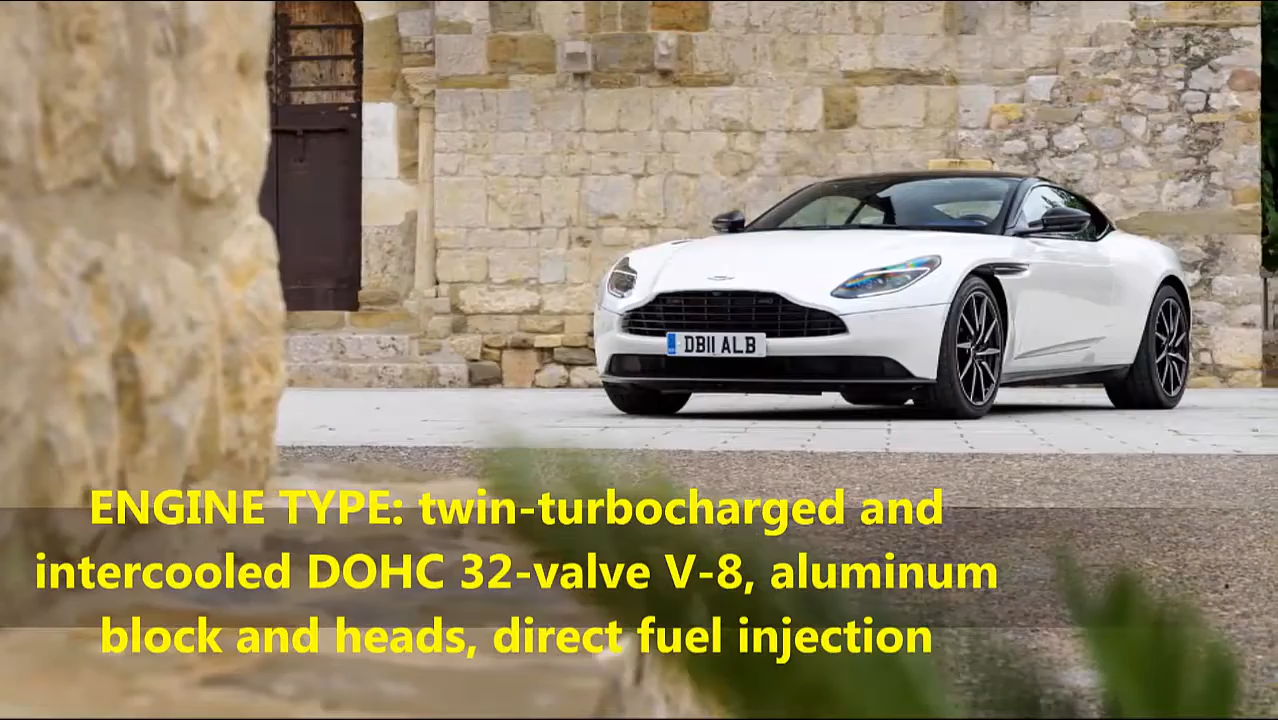 DB11 ALB
ENGINE TYPE: twin-turbocharged and
intercooled DOHC 32-valve V-8, aluminum
block and heads, direct fuel injection